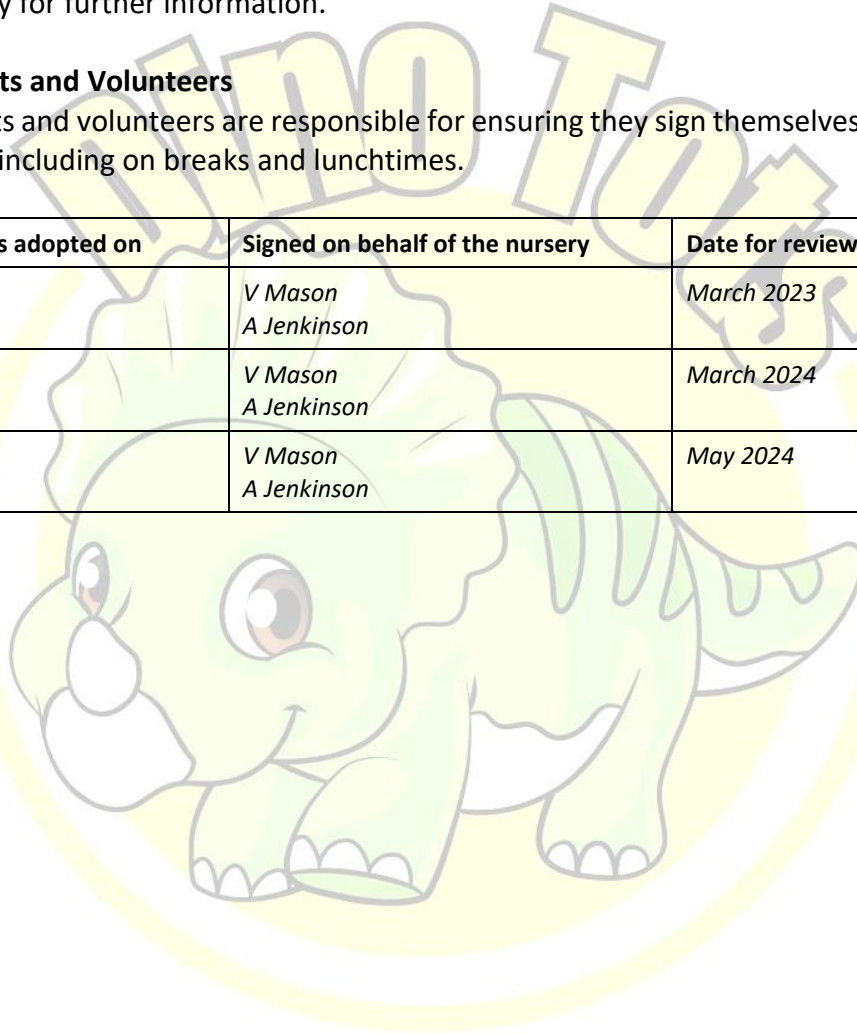 y for further information.
ts and Volunteers
ts and volunteers are responsible for ensuring they sign themselves
including on breaks and lunchtimes.
s adopted on Signed on behalf of the nursery Date for review
V Mason March 2023
A Jenkinson
V Mason March 2024
A Jenkinson
V Mason May 2024
A Jenkinson
Dino Tots